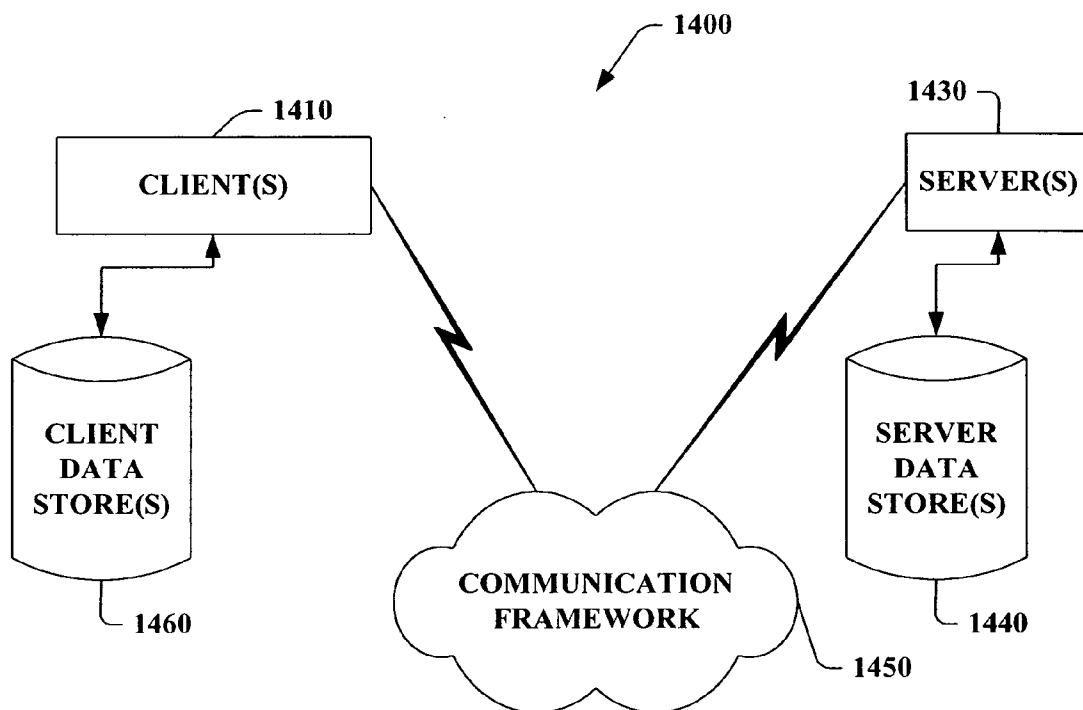 1400
1410
1430
CLIENT(S)
SERVER(S)
CLIENT
DATA
STORE(S)
SERVER
DATA
STORE(S)
COMMUNICATION
FRAMEWORK
1460
1440
1450